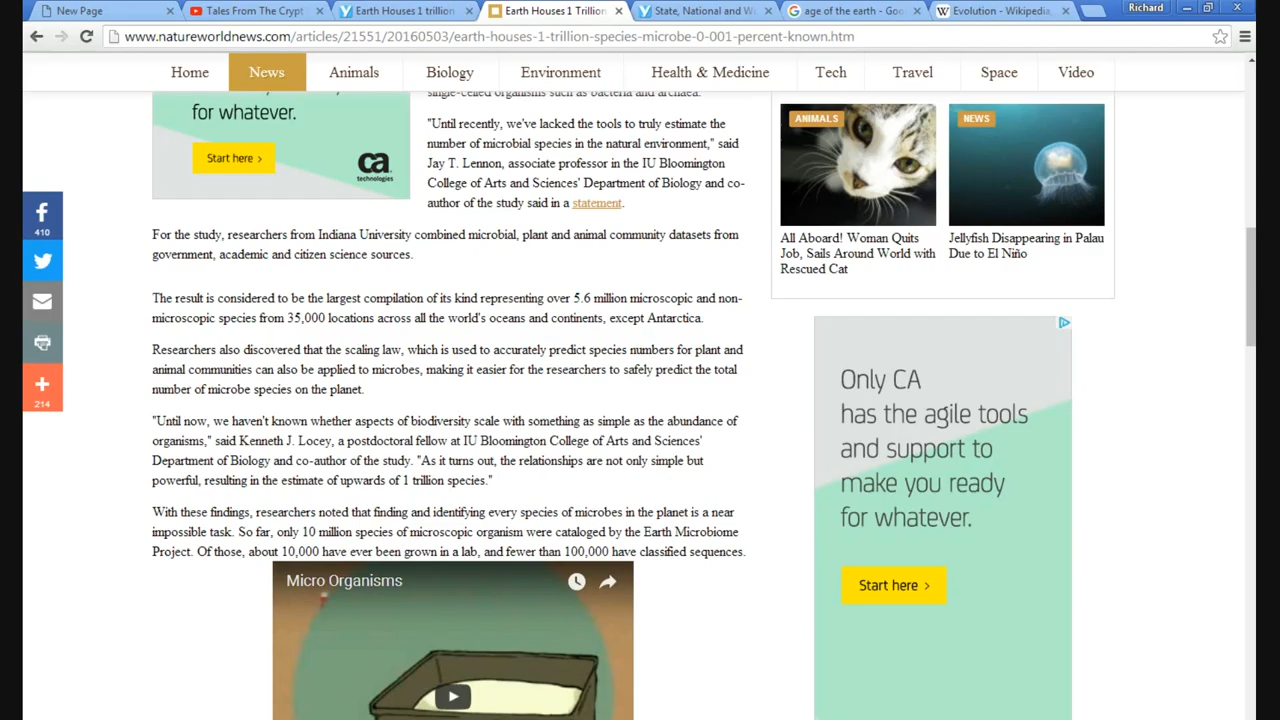 New Page
Tales From The Crypt
Earth Houses 1 trillion
Earth Houses 1 Trillion
State, National and W
age of the earth - Goo
Evolution - Wikipedia,
Richard
www.natureworldnews.com/articles/21551/20160503/earth-houses-1-trillion-species-microbe-0-001-percent-known.htm
Home
News
Animals
Biology
Environment
Health & Medicine
Tech
Travel
Space
Video
for whatever.
Start here >
ca
technologies
single-celled organisms such as bacteria and archaea.
"Until recently, we've lacked the tools to truly estimate the
number of microbial species in the natural environment," said
Jay T. Lennon, associate professor in the IU Bloomington
College of Arts and Sciences' Department of Biology and co-
author of the study said in a statement.
For the study, researchers from Indiana University combined microbial, plant and animal community datasets from
government, academic and citizen science sources.
The result is considered to be the largest compilation of its kind representing over 5.6 million microscopic and non-
microscopic species from 35,000 locations across all the world's oceans and continents, except Antarctica.
Researchers also discovered that the scaling law, which is used to accurately predict species numbers for plant and
animal communities can also be applied to microbes, making it easier for the researchers to safely predict the total
number of microbe species on the planet.
"Until now, we haven't known whether aspects of biodiversity scale with something as simple as the abundance of
organisms," said Kenneth J. Locey, a postdoctoral fellow at IU Bloomington College of Arts and Sciences'
Department of Biology and co-author of the study. "As it turns out, the relationships are not only simple but
powerful, resulting in the estimate of upwards of 1 trillion species."
With these findings, researchers noted that finding and identifying every species of microbes in the planet is a near
impossible task. So far, only 10 million species of microscopic organism were cataloged by the Earth Microbiome
Project. Of those, about 10,000 have ever been grown in a lab, and fewer than 100,000 have classified sequences.
Micro Organisms
410
214
ANIMALS
NEWS
All Aboard! Woman Quits
Job, Sails Around World with
Rescued Cat
Jellyfish Disappearing in Palau
Due to El Niño
Only CA
has the agile tools
and support to
make you ready
for whatever.
Start here >